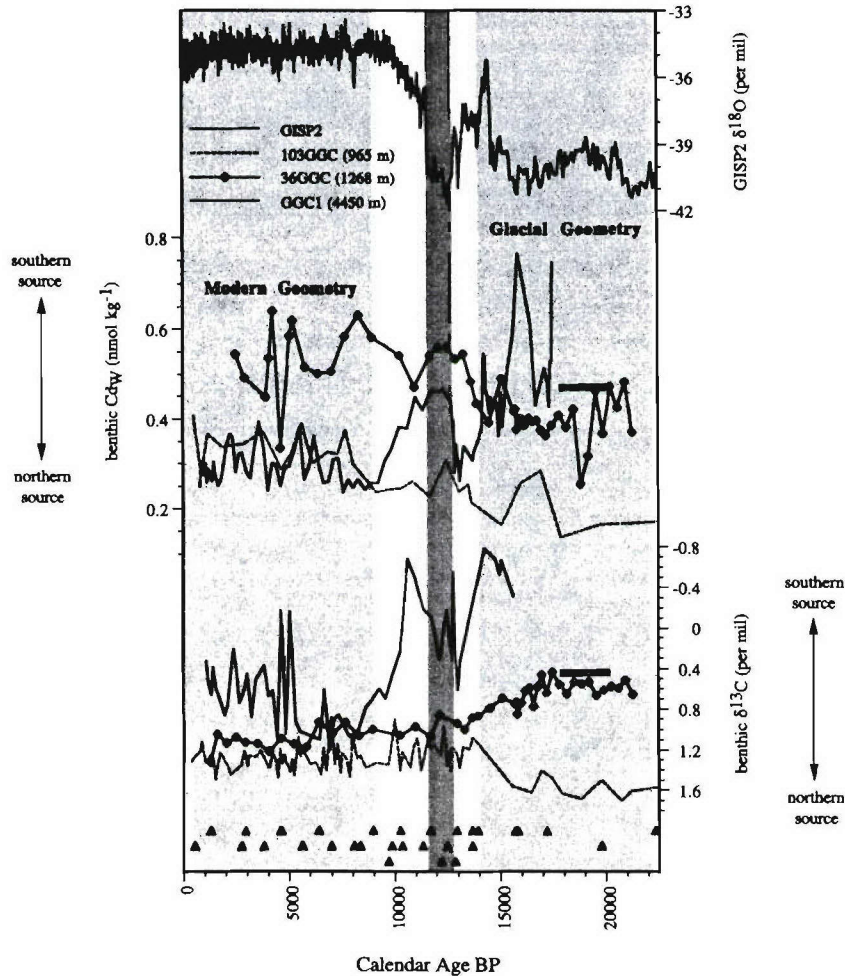 -33
-36
-39
-42
GISP2 δ18O (per mil)
GISP2
103GGC (965 m)
36GGC (1268 m)
GGC1 (4450 m)
Glacial Geometry
Modern Geometry
0.8
0.6
0.4
0.2
benthic CdW (nmol kg-1)
southern
source
northern
source
-0.8
-0.4
0
0.4
0.8
1.2
1.6
benthic δ13C (per mil)
southern
source
northern
source
0
5000
10000
15000
20000
Calendar Age BP